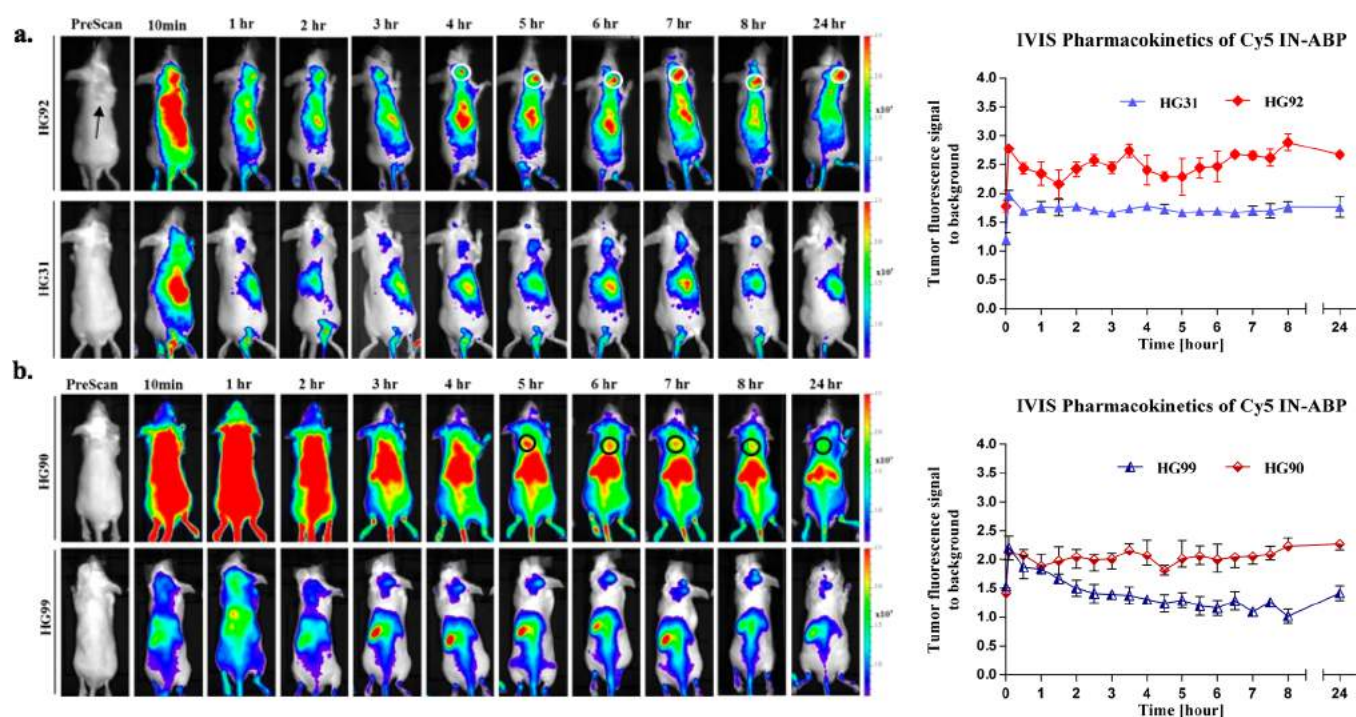 a.
PreScan 10min 1 hr 2 hr 3 hr 4 hr 5 hr 6 hr 7 hr 8 hr 24 hr
HG92
HG31
IVIS Pharmacokinetics of Cy5 IN-ABP
HG31 HG92
Tumor fluorescence signal
to background
4.0
3.5
3.0
2.5
2.0
1.5
1.0
0.5
0.0
0 1 2 3 4 5 6 7 8 24
Time [hour]
b.
PreScan 10min 1 hr 2 hr 3 hr 4 hr 5 hr 6 hr 7 hr 8 hr 24 hr
HG90
HG99
IVIS Pharmacokinetics of Cy5 IN-ABP
HG99 HG90
Tumor fluorescence signal
to background
4.0
3.5
3.0
2.5
2.0
1.5
1.0
0.5
0.0
0 1 2 3 4 5 6 7 8 24
Time [hour]